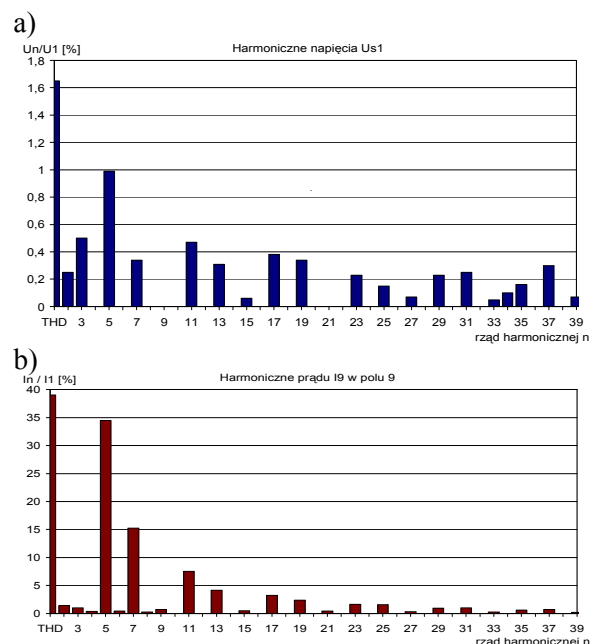 a)
Un/U1 [%] Harmoniczne napięcia Us1
1,8
1,6
1,4
1,2
1
0,8
0,6
0,4
0,2
0
THD 3 5 7 9 11 13 15 17 19 21 23 25 27 29 31 33 35 37 39
rząd harmonicznej n
b)
In / I1 [%] Harmoniczne prądu I9 w polu 9
40
35
30
25
20
15
10
5
0
THD 3 5 7 9 11 13 15 17 19 21 23 25 27 29 31 33 35 37 39
rząd harmonicznej n